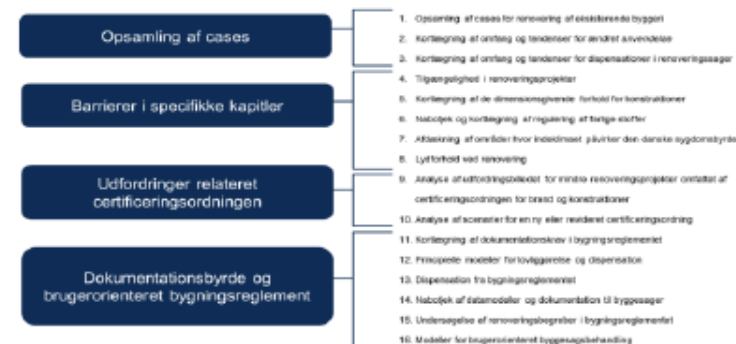 Opsamling af cases
1. Opsamling af cases for renovering af eksisterende byggeri
2. Kortlægning af omfang og tendenser for ændret anvendelse
3. Kortlægning af omfang og tendenser for dispensationer i renoveringssager
Barrierer i specifikke kapitler
4. Tilgængelighed i renoveringsprojekter
5. Kortlægning af de dimensionsgivende forhold for konstruktioner
6. Nabotjek og kortlægning af regulering af farlige stoffer
7. Afdækning af områder hvor indeklimaet påvirker den danske sygdomsbyrde
8. Lydforhold ved renovering
Udfordringer relateret
certificeringsordningen
9. Analyse af udfordringsbilledet for mindre renoveringsprojekter omfattet af
certificeringsordningen for brand og konstruktioner
10. Analyse af scenarier for en ny eller revideret certificeringsordning
Dokumentationsbyrde og
brugerorienteret bygningsreglement
11. Kortlægning af dokumentationskrav i bygningsreglementet
12. Principielle modeller for lovliggørelse og dispensation
13. Dispensation fra bygningsreglementet
14. Nabotjek af datamodeller og dokumentation til byggesager
15. Undersøgelse af renoveringsbegreber i bygningsreglementet
16. Modeller for brugerorienteret byggesagsbehandling